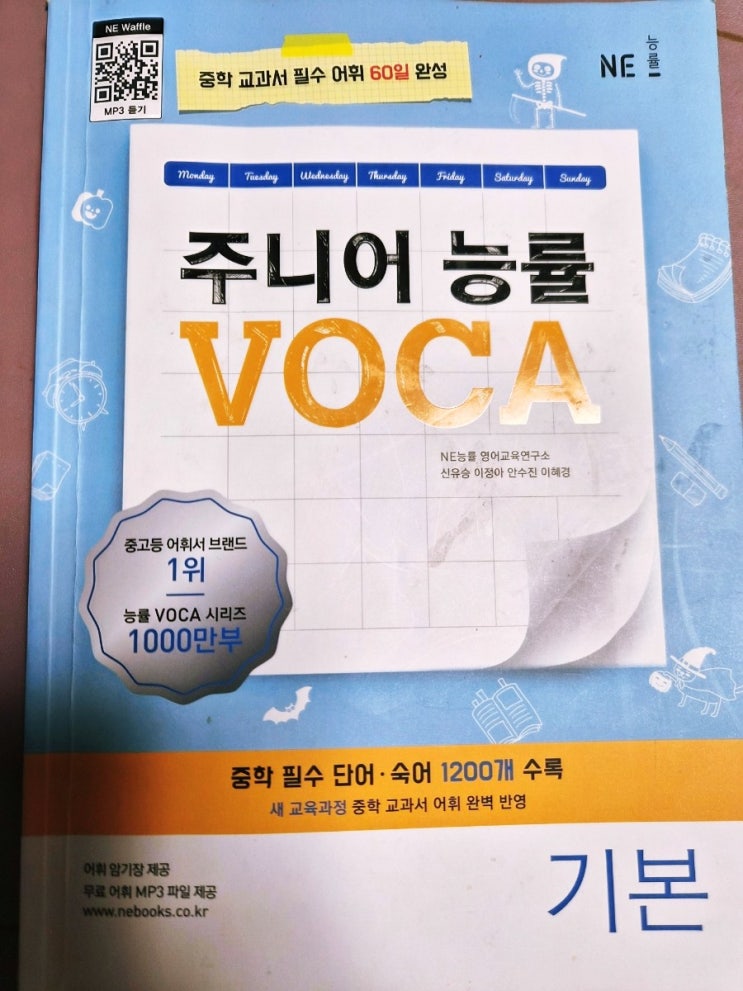 NE Waffle
MP3 듣기
중학 교과서 필수 어휘 60일 완성
NE 능률
Monday Tuesday Wednesday Thursday Friday Saturday Sunday
주니어 능률
VOCA
NE능률 영어교육연구소
신유승 이정아 안수진 이혜경
중고등 어휘서 브랜드
1위
능률 VOCA 시리즈
1000만부
중학 필수 단어·숙어 1200개 수록
새 교육과정 중학 교과서 어휘 완벽 반영
어휘 암기장 제공
무료 어휘 MP3 파일 제공
www.nebooks.co.kr
기본